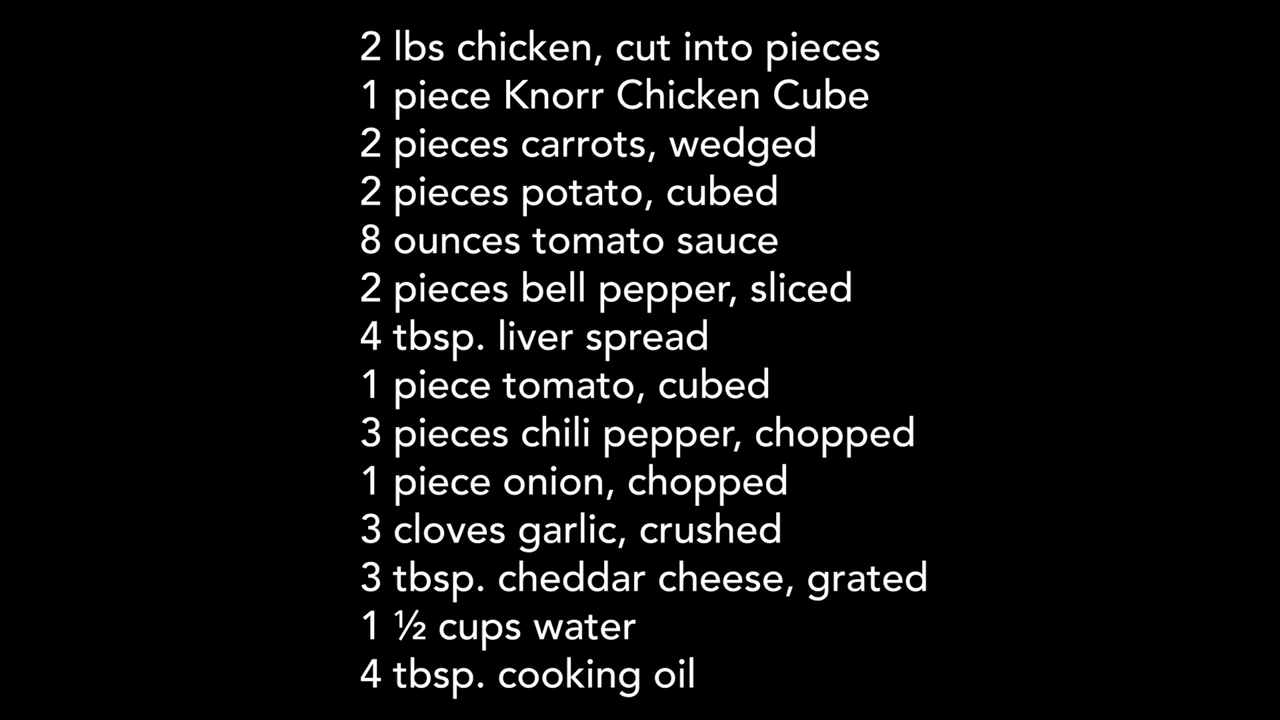 2 lbs chicken, cut into pieces
1 piece Knorr Chicken Cube
2 pieces carrots, wedged
2 pieces potato, cubed
8 ounces tomato sauce
2 pieces bell pepper, sliced
4 tbsp. liver spread
1 piece tomato, cubed
3 pieces chili pepper, chopped
1 piece onion, chopped
3 cloves garlic, crushed
3 tbsp. cheddar cheese, grated
1 ½ cups water
4 tbsp. cooking oil